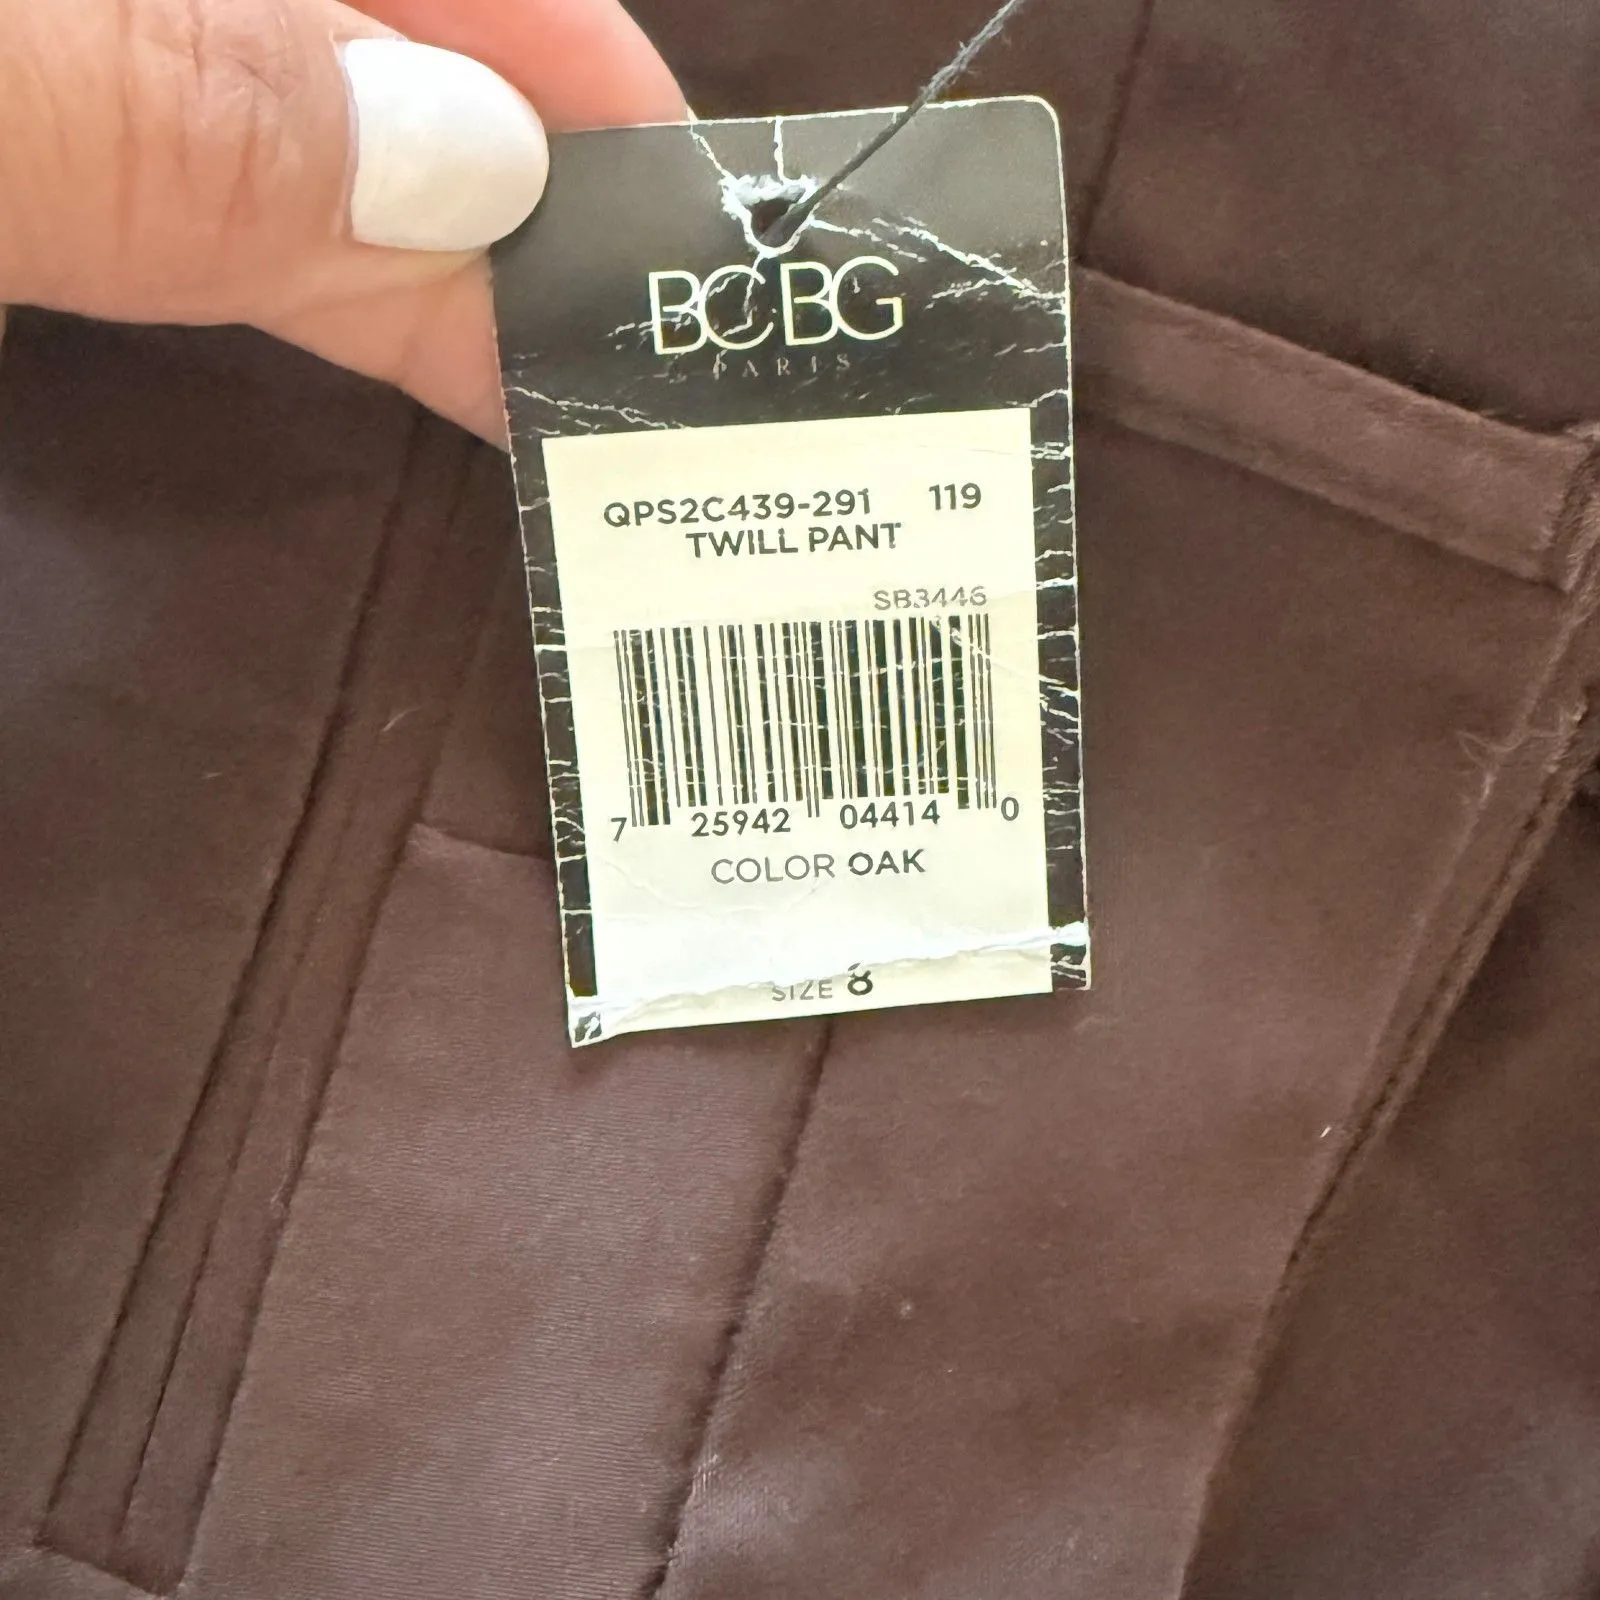 BCBG
PARIS
QPS2C439-291 119
TWILL PANT
SB3446
7 25942 04414 0
COLOR OAK
SIZE 8